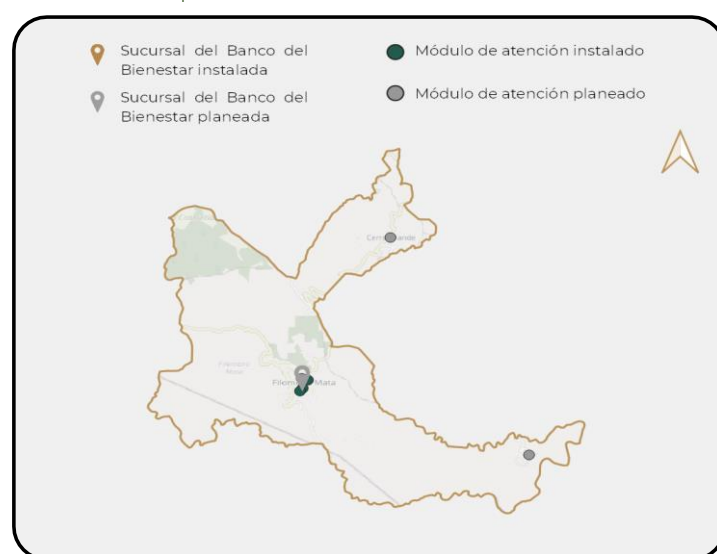 Sucursal del Banco del
Bienestar instalada
Módulo de atención instalado
Sucursal del Banco del
Bienestar planeada
Módulo de atención planeado
Mata